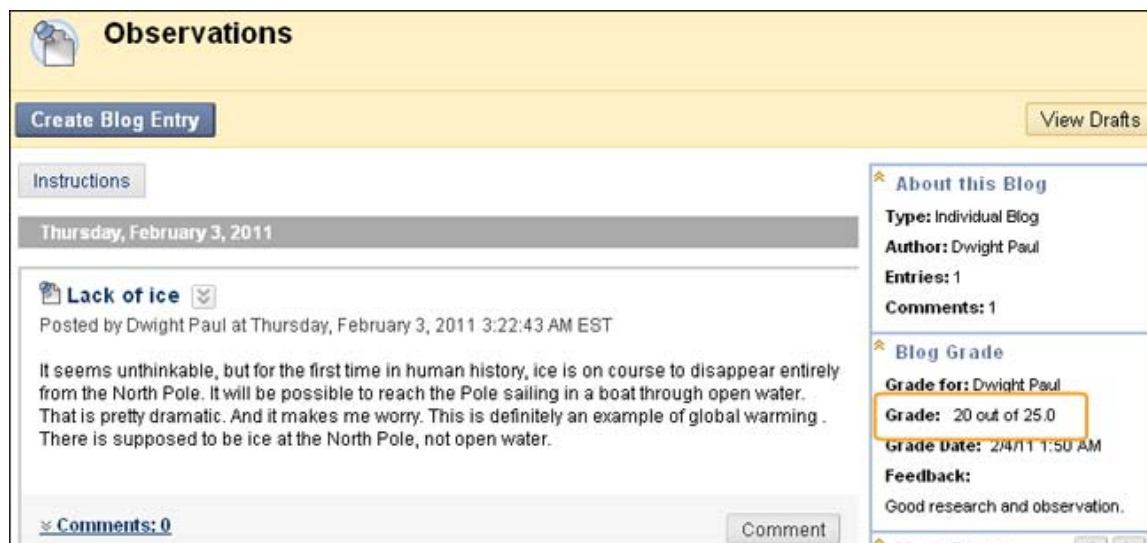 Observations
Create Blog Entry
View Drafts
Instructions
Thursday, February 3, 2011
Lack of ice
Posted by Dwight Paul at Thursday, February 3, 2011 3:22:43 AM EST
It seems unthinkable, but for the first time in human history, ice is on course to disappear entirely
from the North Pole. It will be possible to reach the Pole sailing in a boat through open water.
That is pretty dramatic. And it makes me worry. This is definitely an example of global warming .
There is supposed to be ice at the North Pole, not open water.
Comments: 0
Comment
About this Blog
Type: Individual Blog
Author: Dwight Paul
Entries: 1
Comments: 1
Blog Grade
Grade for: Dwight Paul
Grade: 20 out of 25.0
Grade Date: 2/4/11 1:50 AM
Feedback:
Good research and observation.